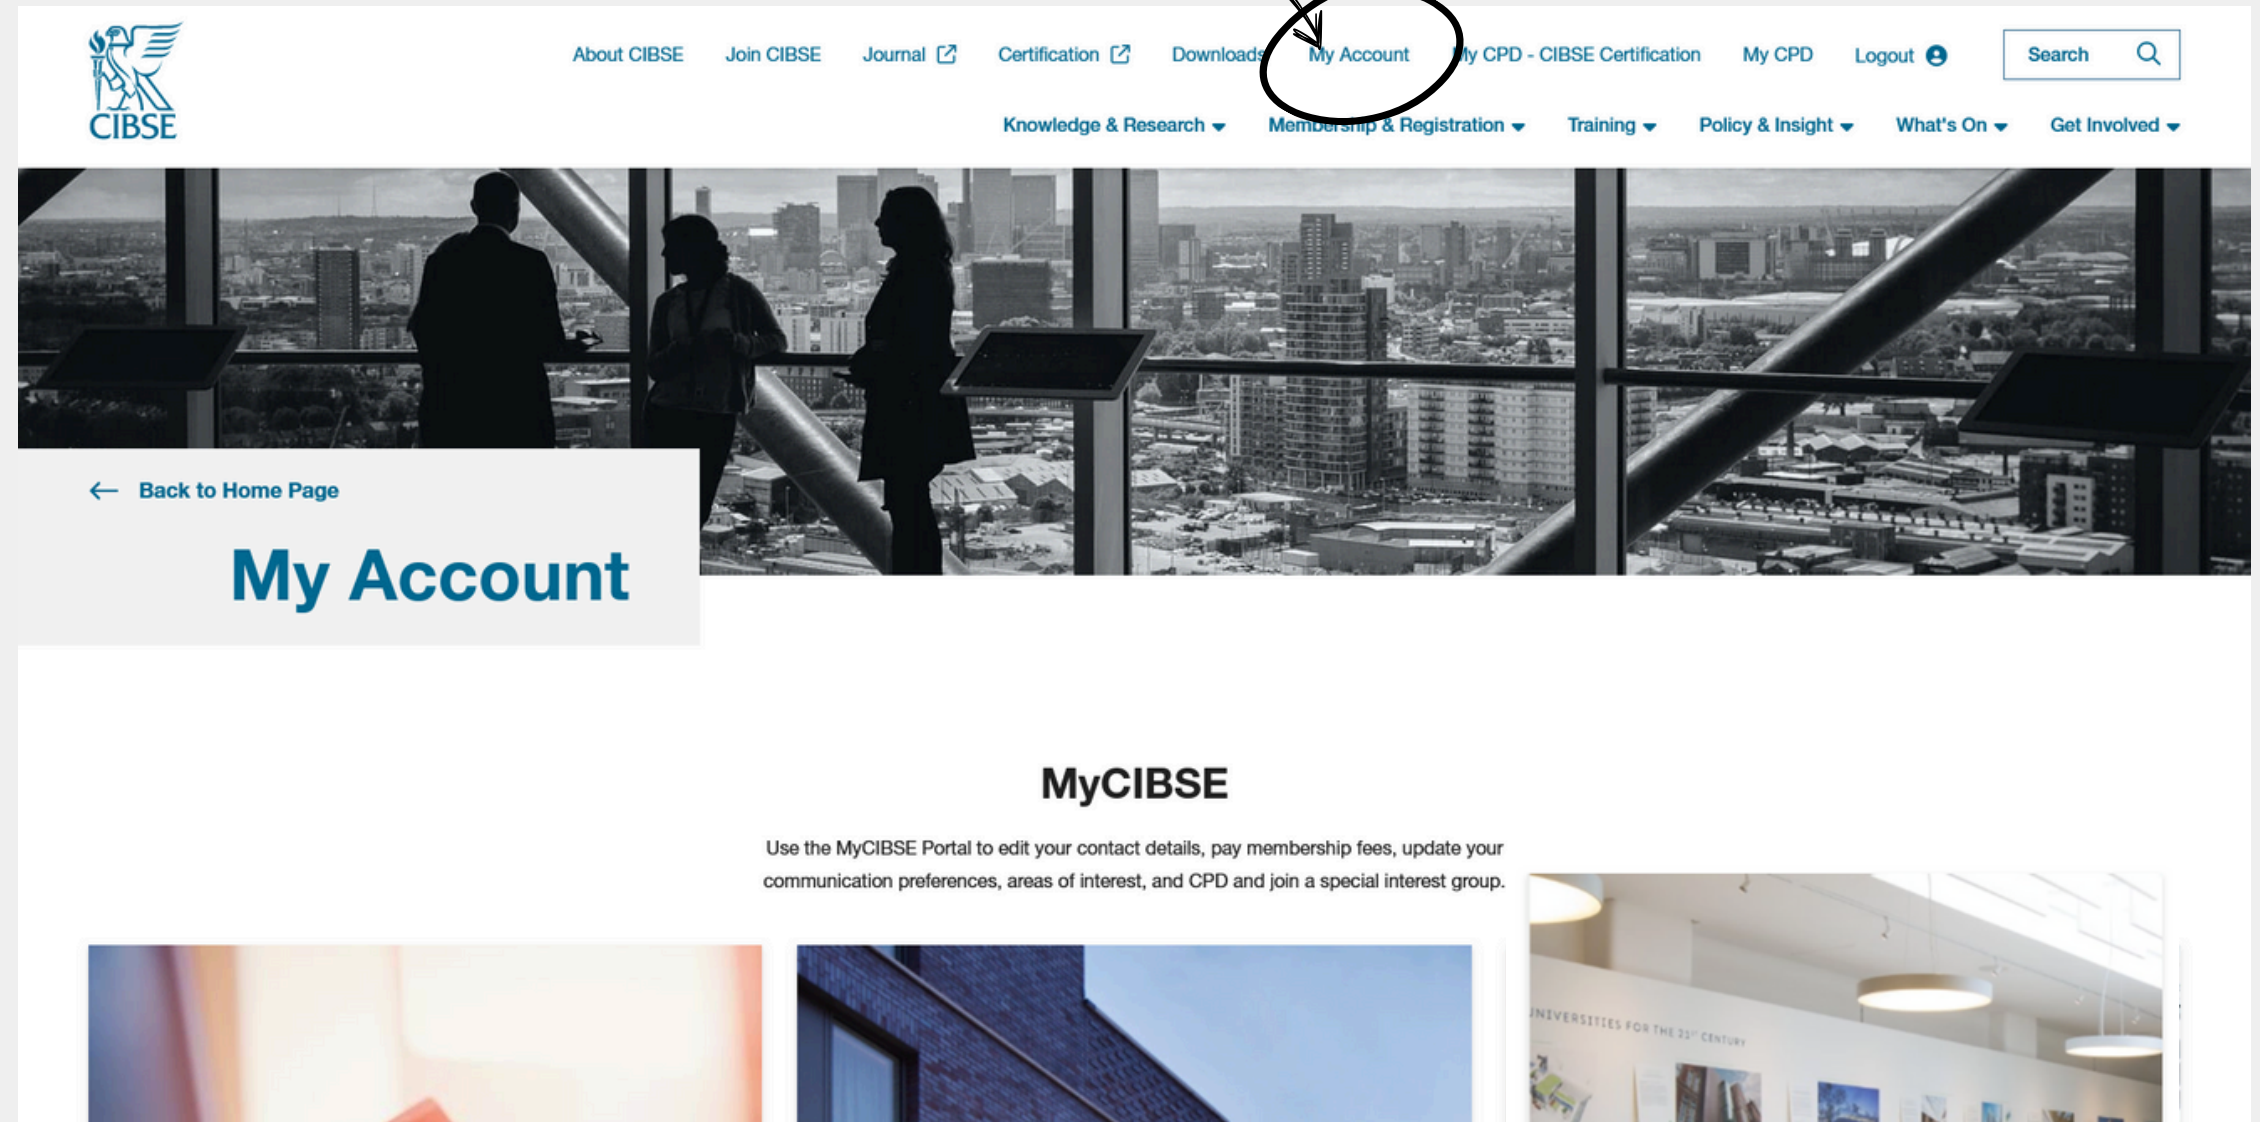 CIBSE
About CIBSE Join CIBSE Journal Certification Downloads My Account My CPD - CIBSE Certification My CPD Logout Search
Knowledge & Research Membership & Registration Training Policy & Insight What's On Get Involved
Back to Home Page
My Account
MyCIBSE
Use the MyCIBSE Portal to edit your contact details, pay membership fees, update your
communication preferences, areas of interest, and CPD and join a special interest group.
UNIVERSITIES FOR THE 21ST CENTURY